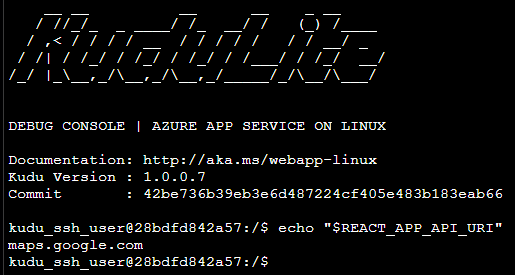 KuduLite
DEBUG CONSOLE | AZURE APP SERVICE ON LINUX
Documentation: http://aka.ms/webapp-linux
Kudu Version : 1.0.0.7
Commit       : 42be736b39eb3e6d487224cf405e483b183eab66
kudu_ssh_user@28bdfd842a57:/$ echo "$REACT_APP_API_URI"
maps.google.com
kudu_ssh_user@28bdfd842a57:/$